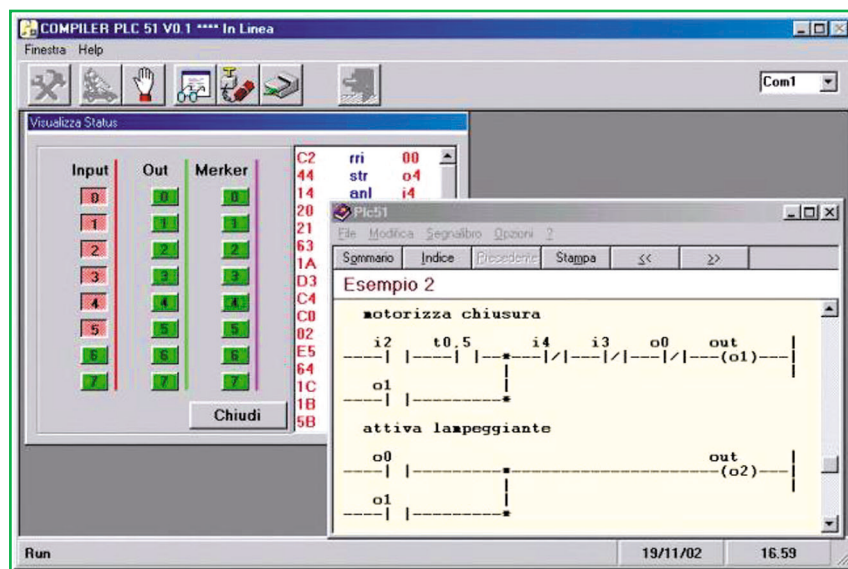 COMPILER PLC 51 V0.1 **** In Linea
Finestra Help
Com1
Visualizza Status
Input Out Merker
0 0 0
1 1 1
2 2 2
3 3 3
4 4 4
5 5 5
6 6 6
7 7 7
Chiudi
C2 rri 00
44 str o4
14 anl i4
20
21
63
1A
D3
C4
C0
02
E5
64
1C
1B
5B
Plc51
File Modifica Segnalibro Opzioni ?
Sommario Indice Precedente Stampa << >>
Esempio 2
motorizza chiusura
i2 t0,5 i4 i3 o0 out
----| |-----| |---*---|/|----|/|----|/|---(o1)---|
o1
----| |-----------*
attiva lampeggiante
o0 out
----| |-----------*-----------------------(o2)---|
o1
----| |-----------*
Run 19/11/02 16.59